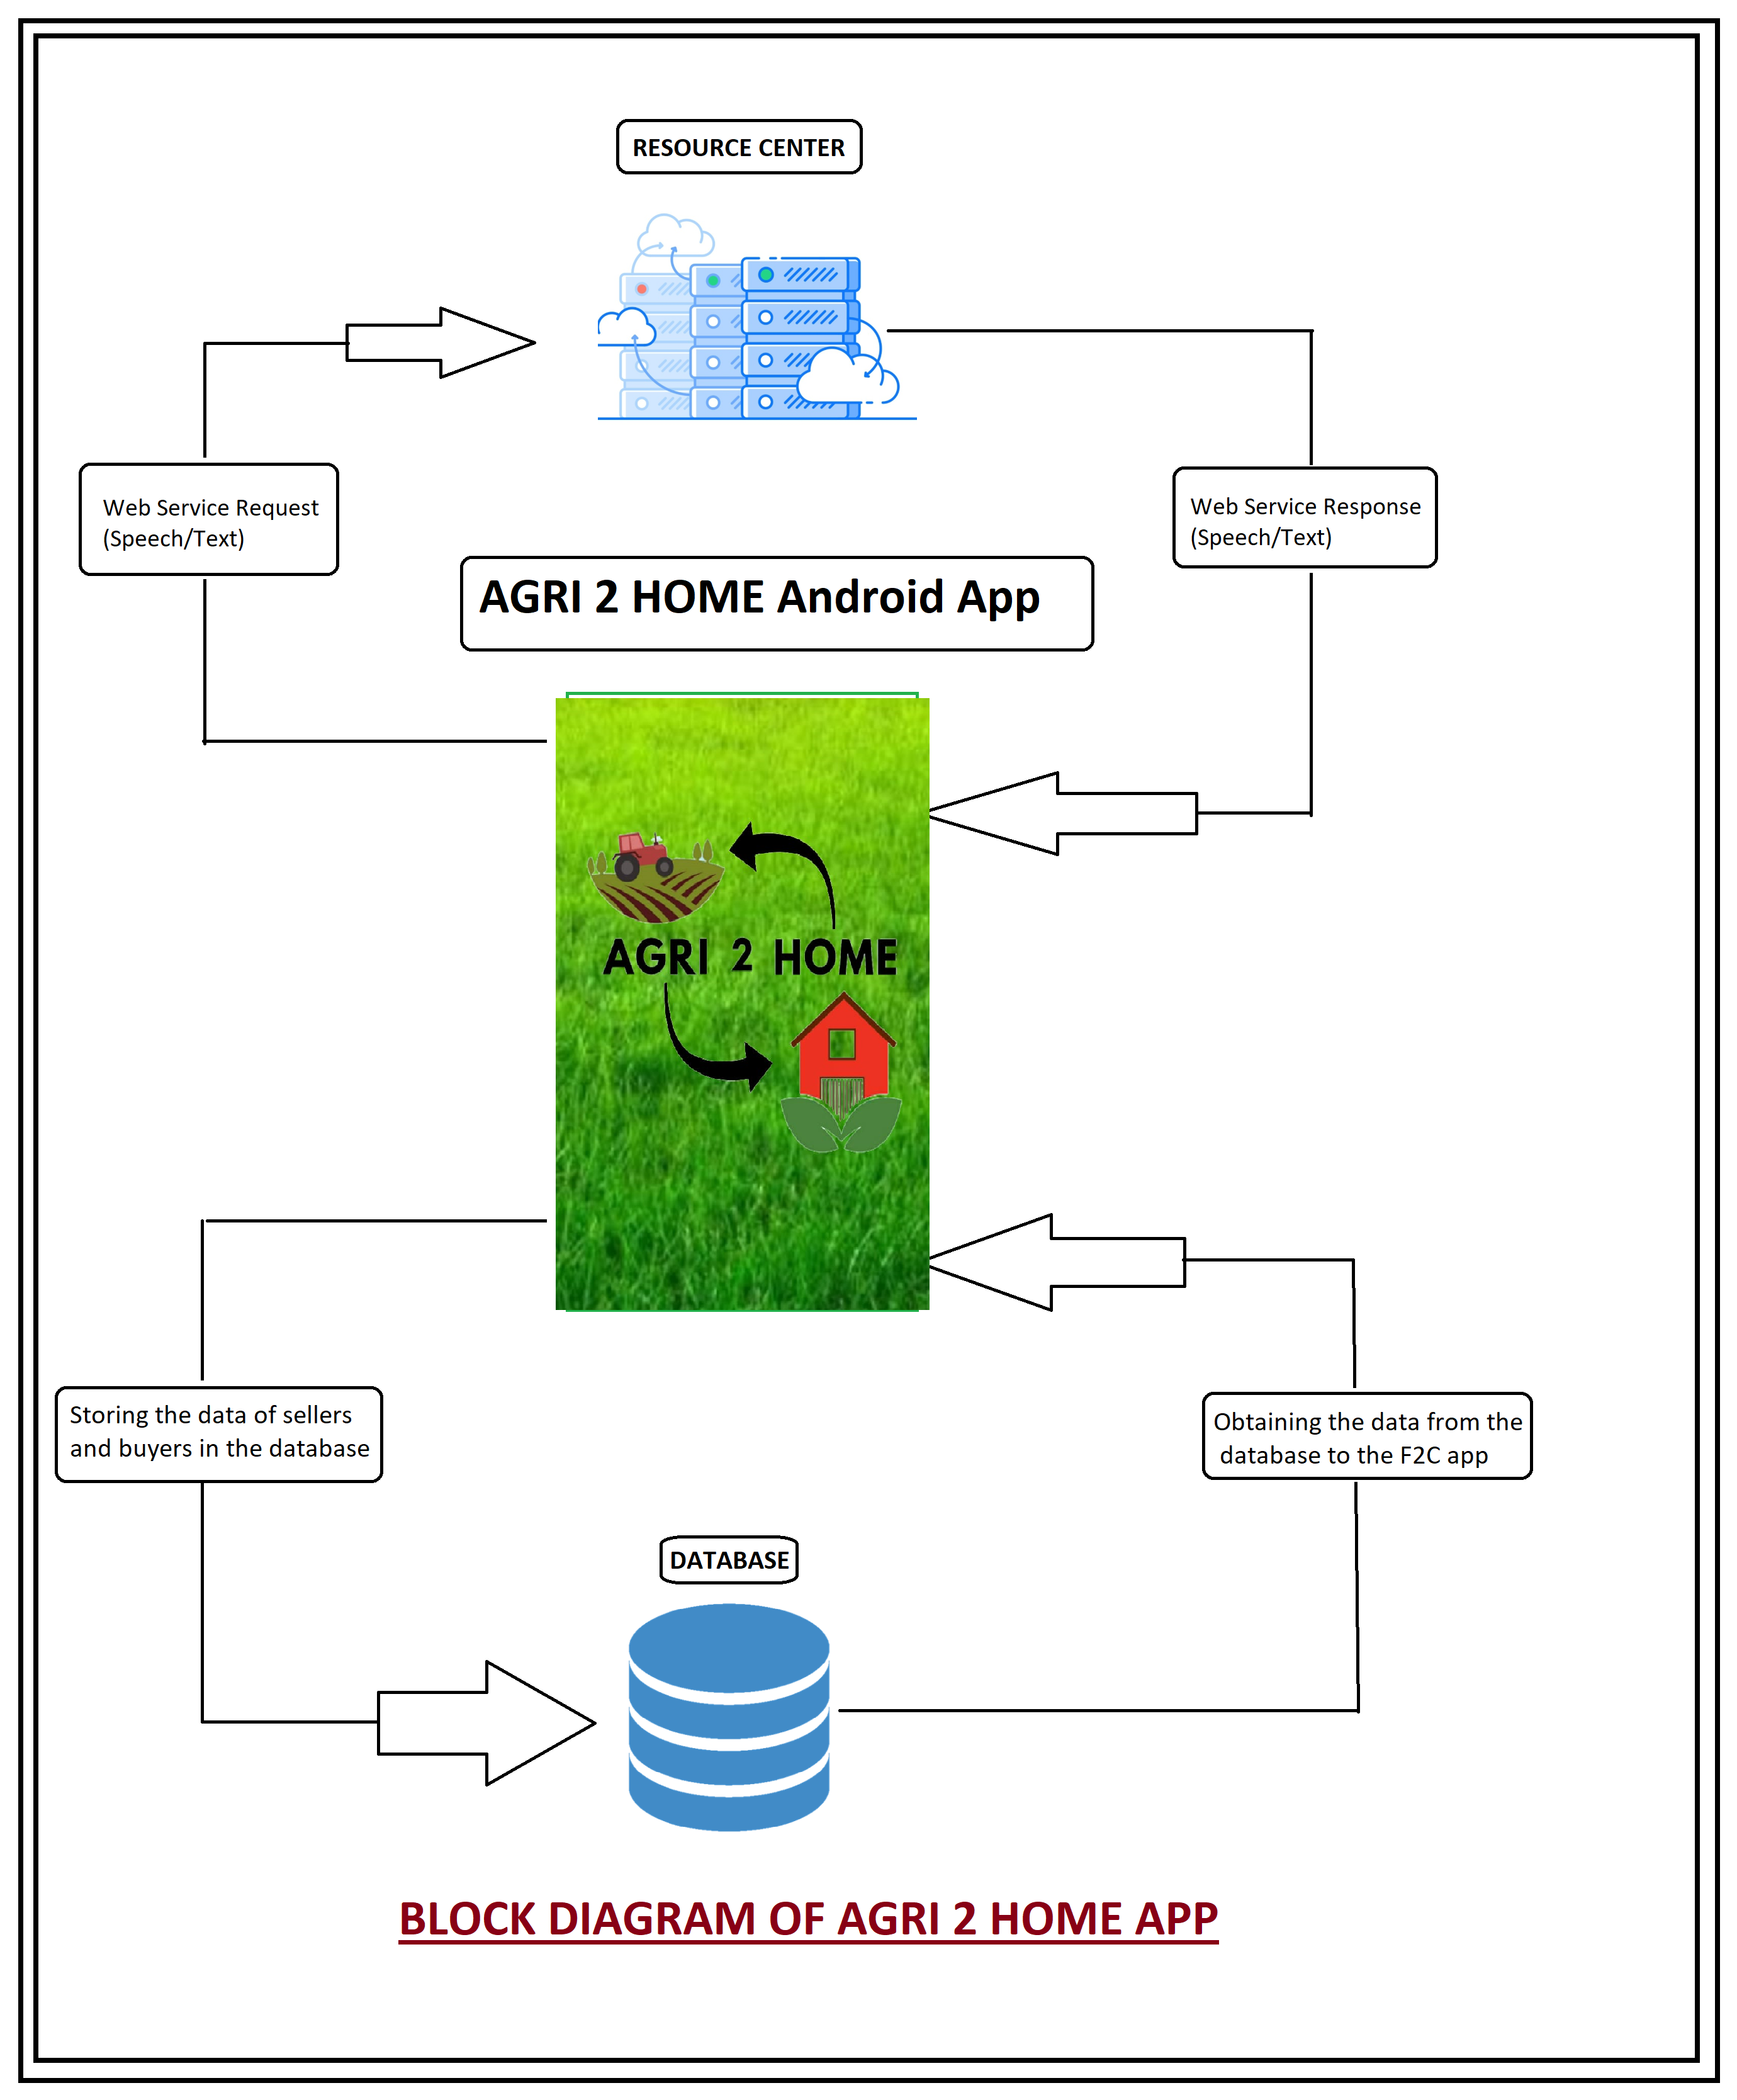 RESOURCE CENTER
Web Service Request
(Speech/Text)
Web Service Response
(Speech/Text)
AGRI 2 HOME Android App
AGRI 2 HOME
Storing the data of sellers
and buyers in the database
Obtaining the data from the
database to the F2C app
DATABASE
BLOCK DIAGRAM OF AGRI 2 HOME APP